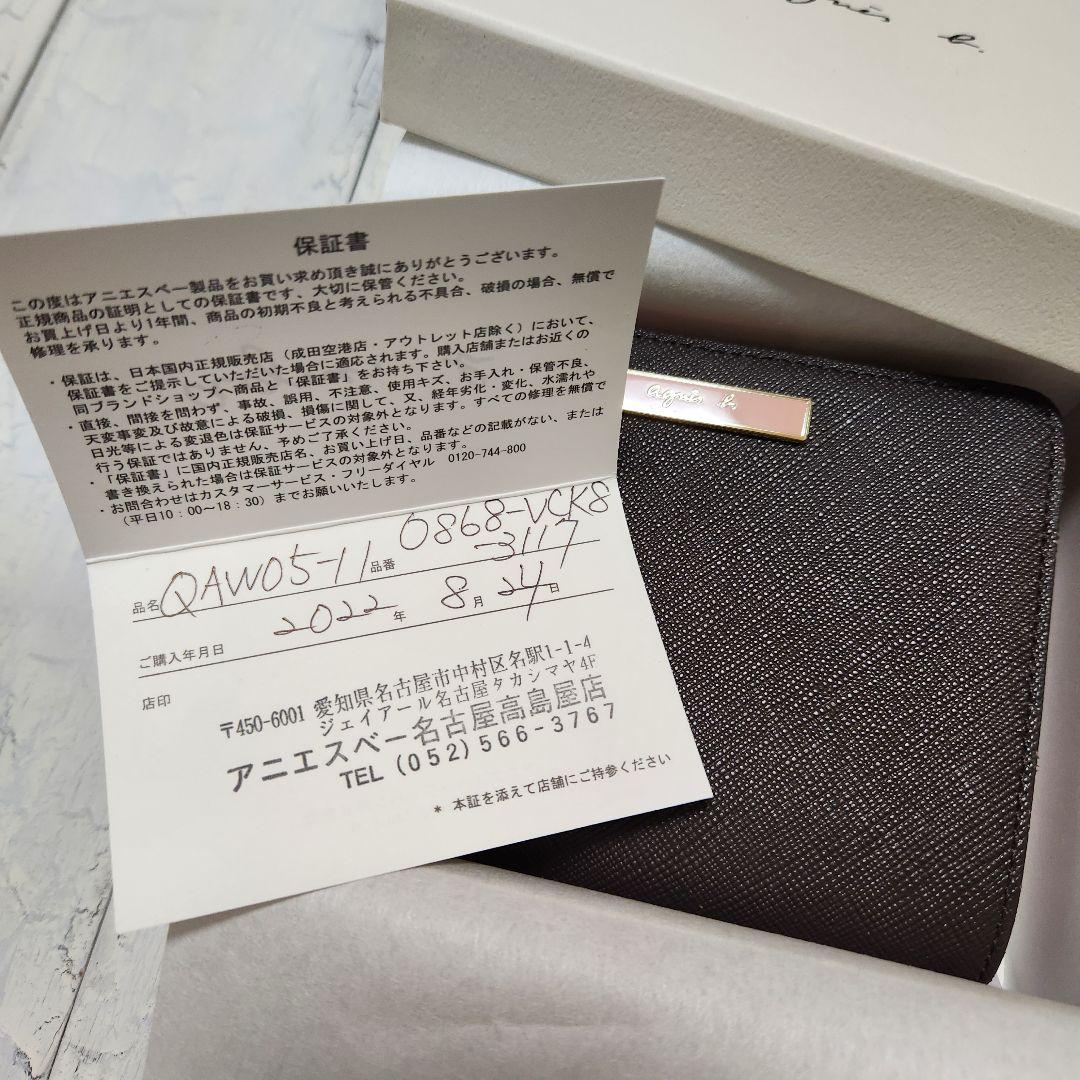 agnès b.
保証書
この度はアニエスベー製品をお買い求め頂き誠にありがとうございます。
正規商品の証明としての保証書です、大切に保管ください。
お買上げ日より1年間、商品の初期不良と考えられる不具合、破損の場合、無償で
修理を承ります。
・保証は、日本国内正規販売店(成田空港店・アウトレット店除く)において、
保証書をご提示していただいた場合に適応されます。購入店舗またはお近くの
同ブランドショップへ商品と「保証書」をお持ち下さい。
・直接、間接を問わず、事故、誤用、不注意、使用キズ、お手入れ・保管不良、
天変事変及び故意による破損、損傷に関して、又、経年劣化・変化、水濡れや
日光等による変退色は保証サービスの対象外となります。すべての修理を無償で
行う保証ではありません、予めご了承ください。
・「保証書」に国内正規販売店名、お買い上げ日、品番などの記載がない、または
書き換えられた場合は保証サービスの対象外となります。
・お問合わせはカスタマーサービス・フリーダイヤル 0120-744-800
(平日10:00〜18:30)までお願いいたします。
品名 QAW05-11 品番 0868-VCK8
-3117
ご購入年月日 2022 年 8 月 24 日
店印
〒450-6001 愛知県名古屋市中村区名駅1-1-4
ジェイアール名古屋タカシマヤ4F
アニエスベー名古屋高島屋店
TEL (052) 566-3767
* 本証を添えて店舗にご持参ください
agnès b.